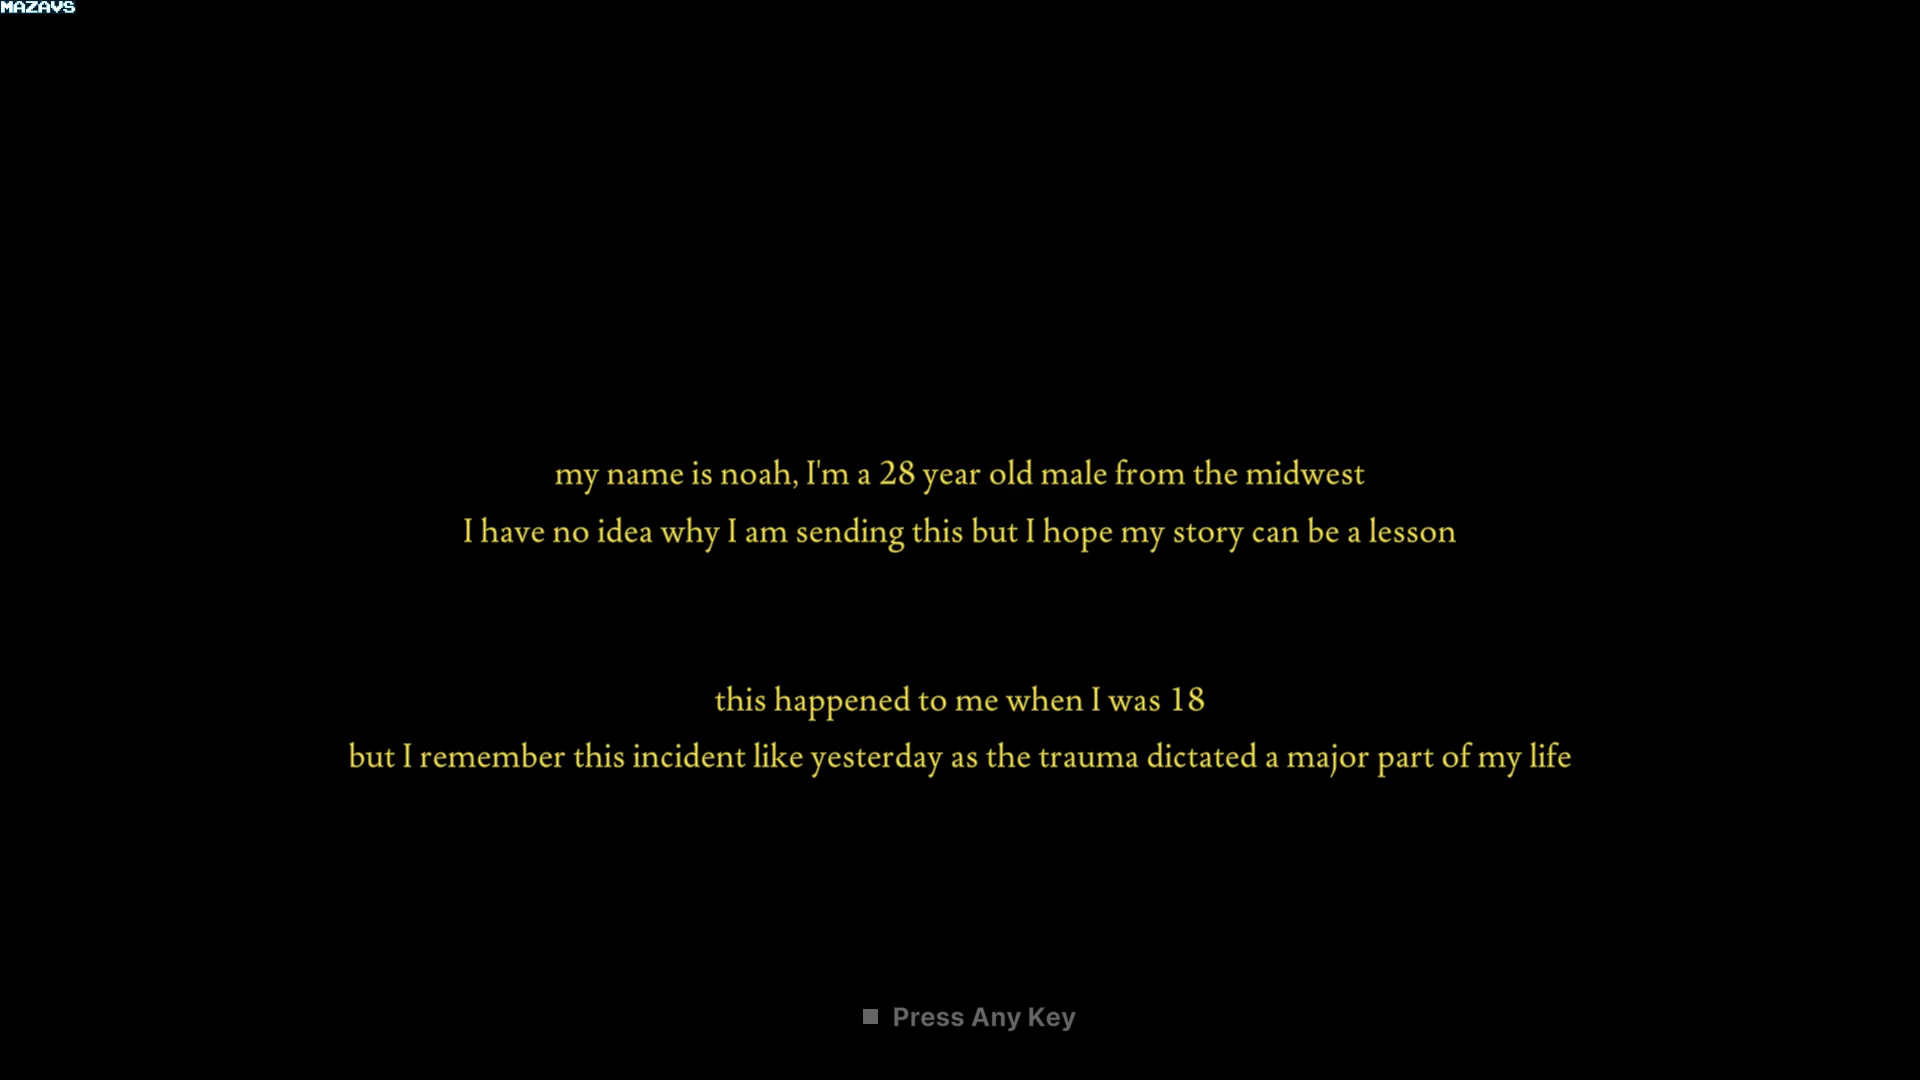 MAZAVS
my name is noah, I'm a 28 year old male from the midwest
I have no idea why I am sending this but I hope my story can be a lesson
this happened to me when I was 18
but I remember this incident like yesterday as the trauma dictated a major part of my life
Press Any Key